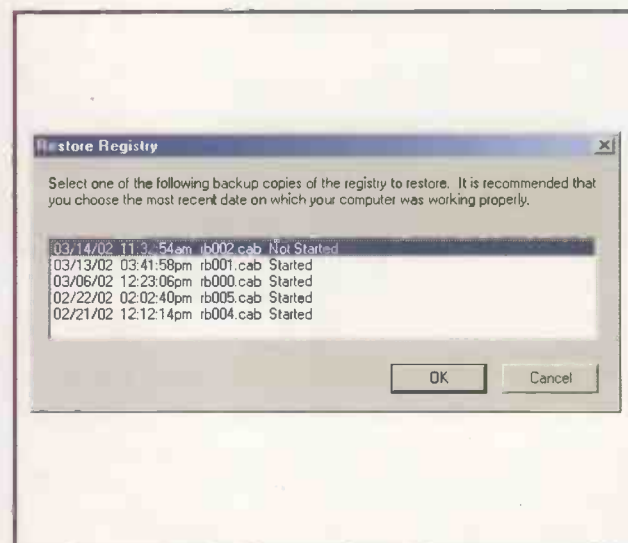 Restore Registry
Select one of the following backup copies of the registry to restore. It is recommended that
you choose the most recent date on which your computer was working properly.
03/14/02 rb002.cab Not Started
03/13/02 03:41:58pm rb001.cab Started
03/06/02 12:23:06pm rb000.cab Started
02/22/02 02:02:40pm rb005.cab Started
02/21/02 12:12:14pm rb004.cab Started
OK
Cancel